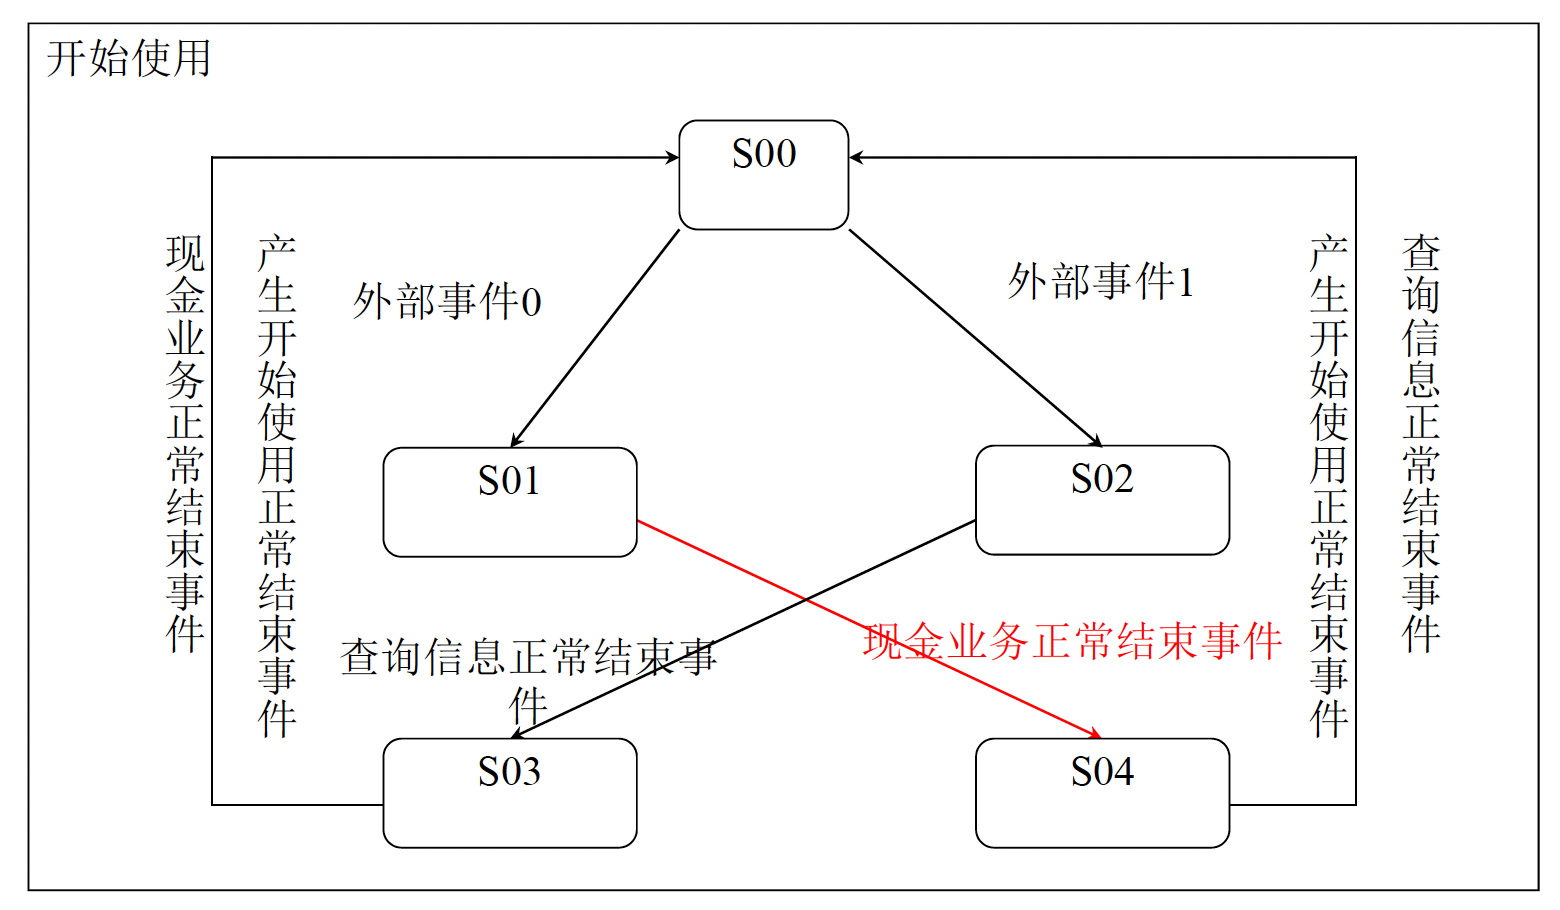 开始使用
S00
现金业务正常结束事件
产生开始使用正常结束事件
外部事件0
外部事件1
产生开始使用正常结束事件
查询信息正常结束事件
S01
S02
查询信息正常结束事
件
现金业务正常结束事件
S03
S04